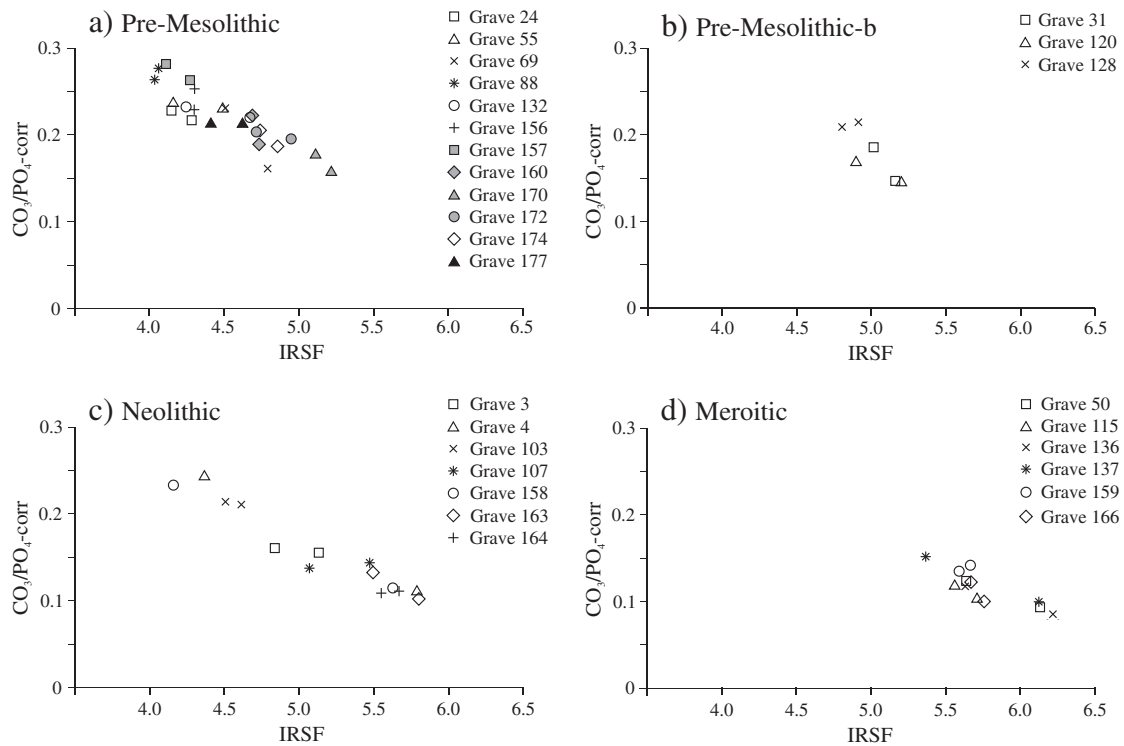 a) Pre-Mesolithic
Grave 24
Grave 55
Grave 69
Grave 88
Grave 132
Grave 156
Grave 157
Grave 160
Grave 170
Grave 172
Grave 174
Grave 177
CO₃/PO₄-corr
0.3
0.2
0.1
0
4.0 4.5 5.0 5.5 6.0 6.5
IRSF
b) Pre-Mesolithic-b
Grave 31
Grave 120
Grave 128
CO₃/PO₄-corr
0.3
0.2
0.1
0
4.0 4.5 5.0 5.5 6.0 6.5
IRSF
c) Neolithic
Grave 3
Grave 4
Grave 103
Grave 107
Grave 158
Grave 163
Grave 164
CO₃/PO₄-corr
0.3
0.2
0.1
0
4.0 4.5 5.0 5.5 6.0 6.5
IRSF
d) Meroitic
Grave 50
Grave 115
Grave 136
Grave 137
Grave 159
Grave 166
CO₃/PO₄-corr
0.3
0.2
0.1
0
4.0 4.5 5.0 5.5 6.0 6.5
IRSF